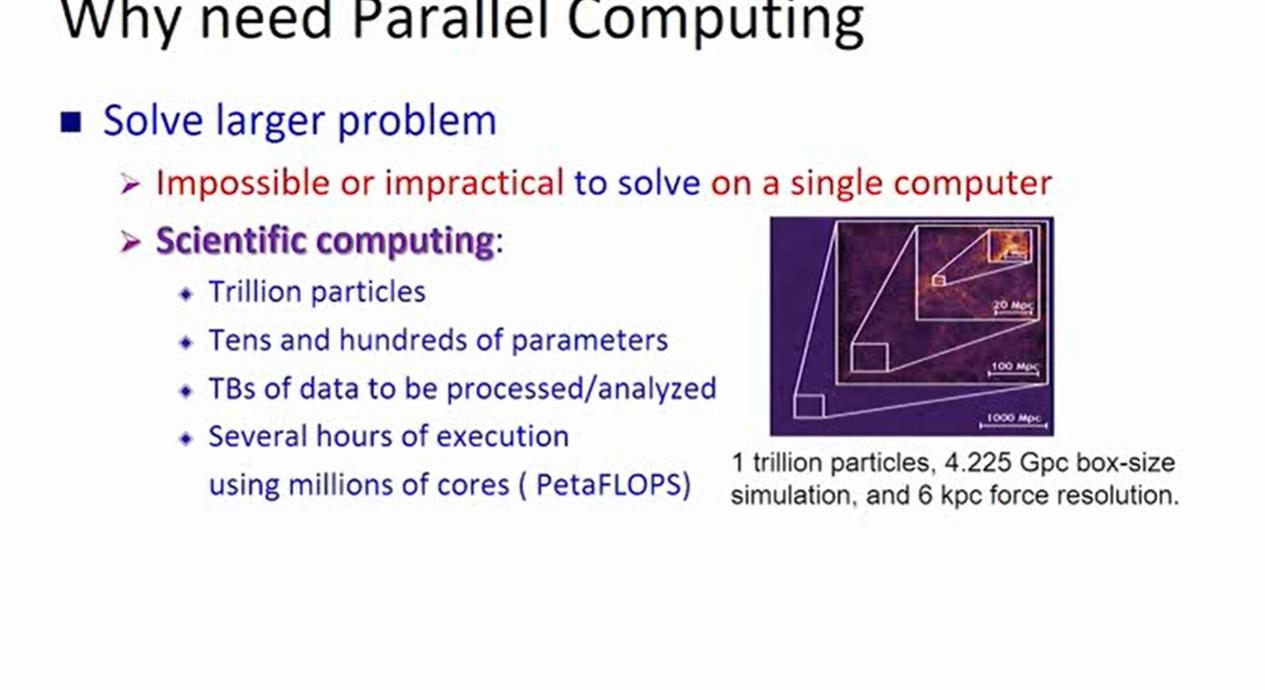 Why need Parallel Computing
Solve larger problem
Impossible or impractical to solve on a single computer
Scientific computing:
Trillion particles
Tens and hundreds of parameters
TBs of data to be processed/analyzed
Several hours of execution
using millions of cores ( PetaFLOPS)
20 Mpc
100 Mpc
1000 Mpc
1 trillion particles, 4.225 Gpc box-size
simulation, and 6 kpc force resolution.